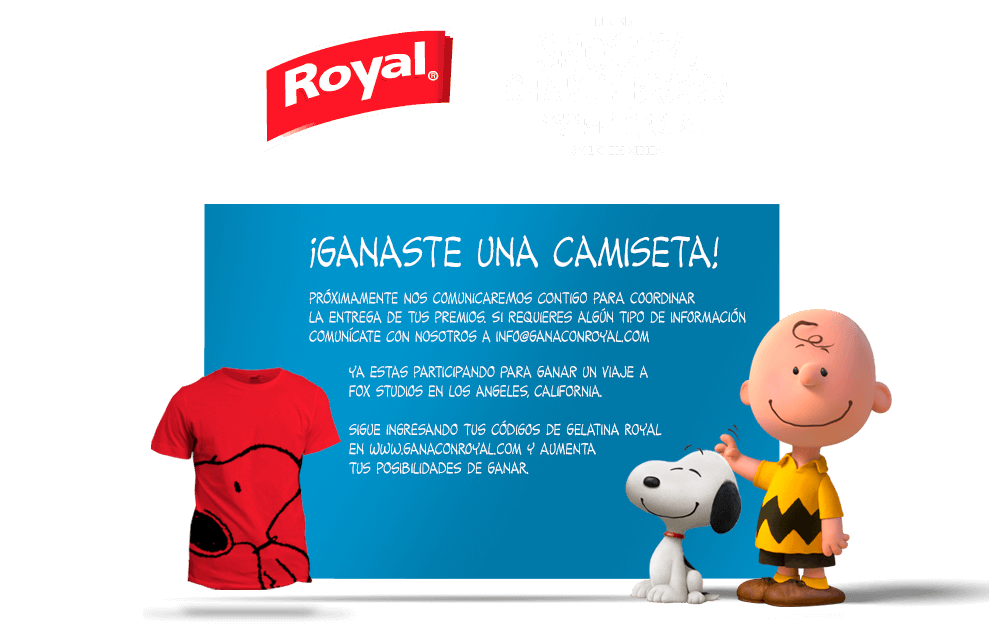 Royal®
¡GANASTE UNA CAMISETA!
PRÓXIMAMENTE NOS COMUNICAREMOS CONTIGO PARA COORDINAR
LA ENTREGA DE TUS PREMIOS. SI REQUIERES ALGÚN TIPO DE INFORMACIÓN
COMUNÍCATE CON NOSOTROS A INFO@GANACONROYAL.COM
YA ESTAS PARTICIPANDO PARA GANAR UN VIAJE A
FOX STUDIOS EN LOS ANGELES, CALIFORNIA.
SIGUE INGRESANDO TUS CÓDIGOS DE GELATINA ROYAL
EN WWW.GANACONROYAL.COM Y AUMENTA
TUS POSIBILIDADES DE GANAR.